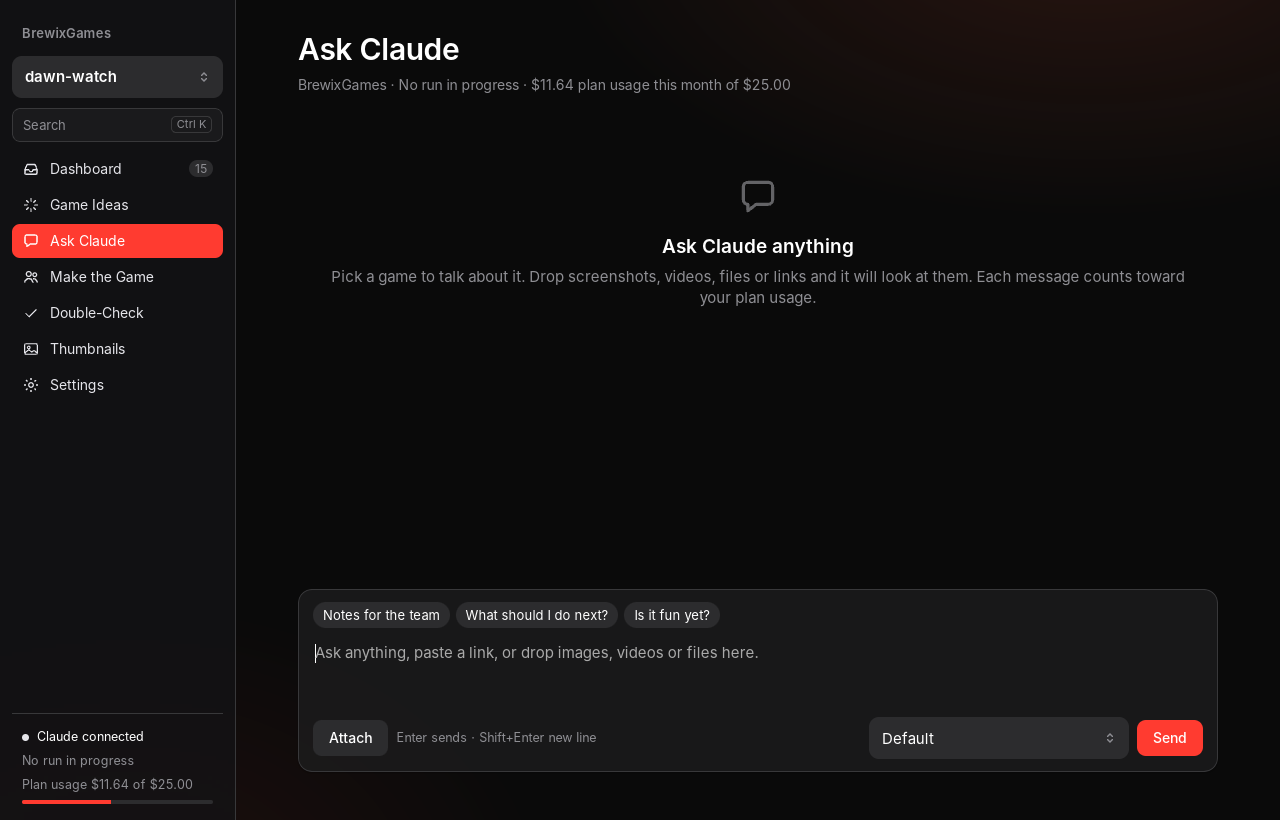 BrewixGames
dawn-watch
Search
Ctrl K
Dashboard
15
Game Ideas
Ask Claude
Make the Game
Double-Check
Thumbnails
Settings
Claude connected
No run in progress
Plan usage $11.64 of $25.00
Ask Claude
BrewixGames · No run in progress · $11.64 plan usage this month of $25.00
Ask Claude anything
Pick a game to talk about it. Drop screenshots, videos, files or links and it will look at them. Each message counts toward
your plan usage.
Notes for the team
What should I do next?
Is it fun yet?
Ask anything, paste a link, or drop images, videos or files here.
Attach
Enter sends · Shift+Enter new line
Default
Send